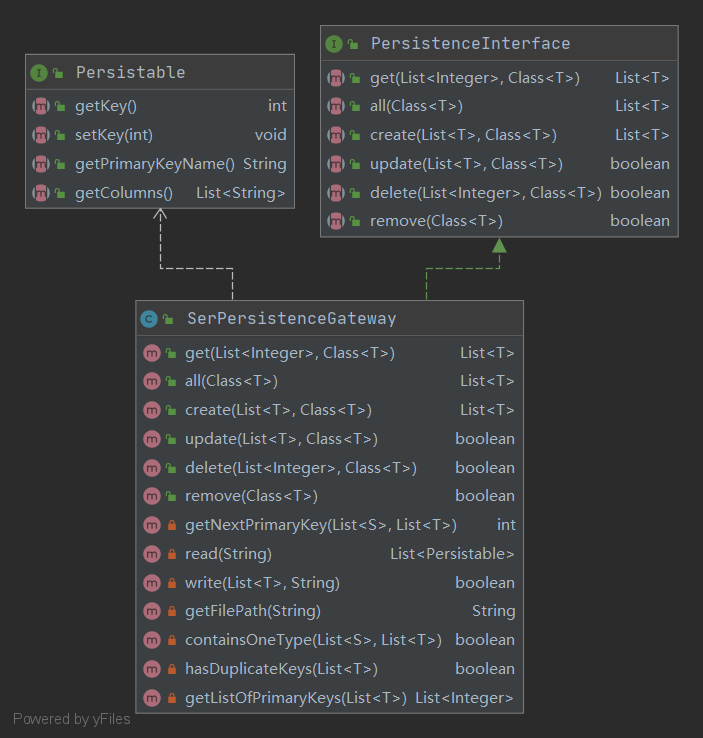 I Persistable
m getKey() int
m setKey(int) void
m getPrimaryKeyName() String
m getColumns() List<String>
I PersistenceInterface
m get(List<Integer>, Class<T>) List<T>
m all(Class<T>) List<T>
m create(List<T>, Class<T>) List<T>
m update(List<T>, Class<T>) boolean
m delete(List<Integer>, Class<T>) boolean
m remove(Class<T>) boolean
C SerPersistenceGateway
m get(List<Integer>, Class<T>) List<T>
m all(Class<T>) List<T>
m create(List<T>, Class<T>) List<T>
m update(List<T>, Class<T>) boolean
m delete(List<Integer>, Class<T>) boolean
m remove(Class<T>) boolean
m getNextPrimaryKey(List<S>, List<T>) int
m read(String) List<Persistable>
m write(List<T>, String) boolean
m getFilePath(String) String
m containsOneType(List<S>, List<T>) boolean
m hasDuplicateKeys(List<T>) boolean
m getListOfPrimaryKeys(List<T>) List<Integer>
Powered by yFiles